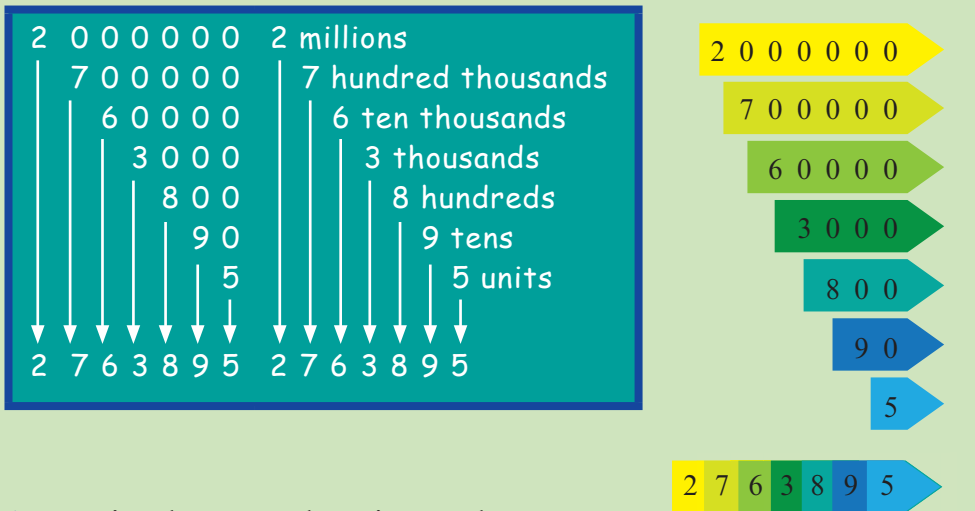 2 0 0 0 0 0 0 2 millions
7 0 0 0 0 0 7 hundred thousands
6 0 0 0 0 6 ten thousands
3 0 0 0 3 thousands
8 0 0 8 hundreds
9 0 9 tens
5 5 units
2 7 6 3 8 9 5 2 7 6 3 8 9 5
2 0 0 0 0 0 0
7 0 0 0 0 0
6 0 0 0 0
3 0 0 0
8 0 0
9 0
5
2 7 6 3 8 9 5